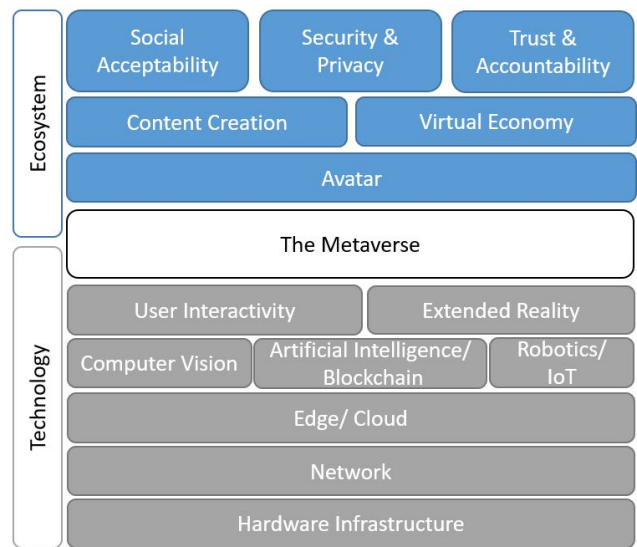 Ecosystem
Social
Acceptability
Security &
Privacy
Trust &
Accountability
Content Creation
Virtual Economy
Avatar
The Metaverse
Technology
User Interactivity
Extended Reality
Computer Vision
Artificial Intelligence/
Blockchain
Robotics/
IoT
Edge/ Cloud
Network
Hardware Infrastructure